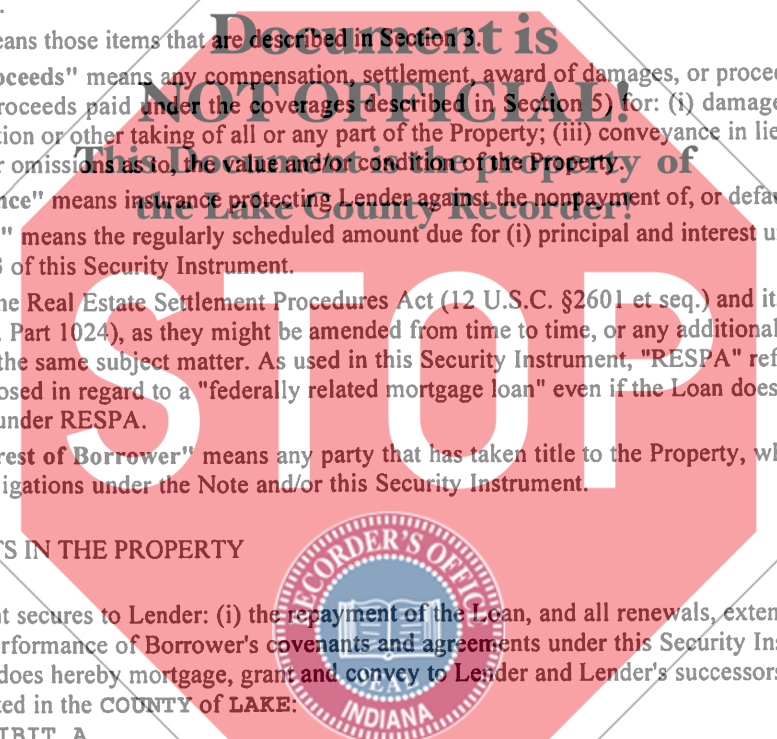 Document is
eans those items that are described in Section 3.
oceeds" means any compensation, settlement, award of damages, or procee
NOT OFFICIAL!
roceeds paid under the coverages described in Section 5) for: (i) damage
tion or other taking of all or any part of the Property; (iii) conveyance in lie
This Document is the property of
r omissions as to, the value and/or condition of the Property.
nce" means insurance protecting Lender against the nonpayment of, or defau
the Lake County Recorder!
" means the regularly scheduled amount due for (i) principal and interest u
3 of this Security Instrument.
he Real Estate Settlement Procedures Act (12 U.S.C. §2601 et seq.) and it
. Part 1024), as they might be amended from time to time, or any additional
the same subject matter. As used in this Security Instrument, "RESPA" ref
osed in regard to a "federally related mortgage loan" even if the Loan does
under RESPA.
STOP
rest of Borrower" means any party that has taken title to the Property, wh
igations under the Note and/or this Security Instrument.
TS IN THE PROPERTY
RECORDER'S OFFICE
nt secures to Lender: (i) the repayment of the Loan, and all renewals, exten
erformance of Borrower's covenants and agreements under this Security Ins
does hereby mortgage, grant and convey to Lender and Lender's successors
SEAL
ted in the COUNTY of LAKE:
INDIANA
IBIT A